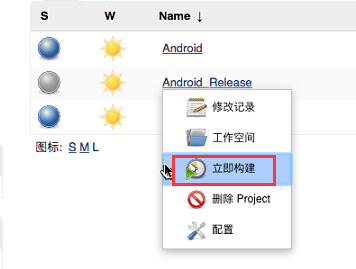 S W Name ↓
Android
Android_Release
修改记录
图标: S M L
工作空间
立即构建
删除 Project
配置